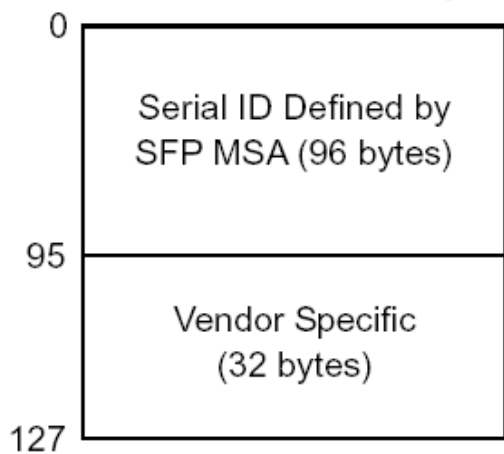 0
Serial ID Defined by
SFP MSA (96 bytes)
95
Vendor Specific
(32 bytes)
127